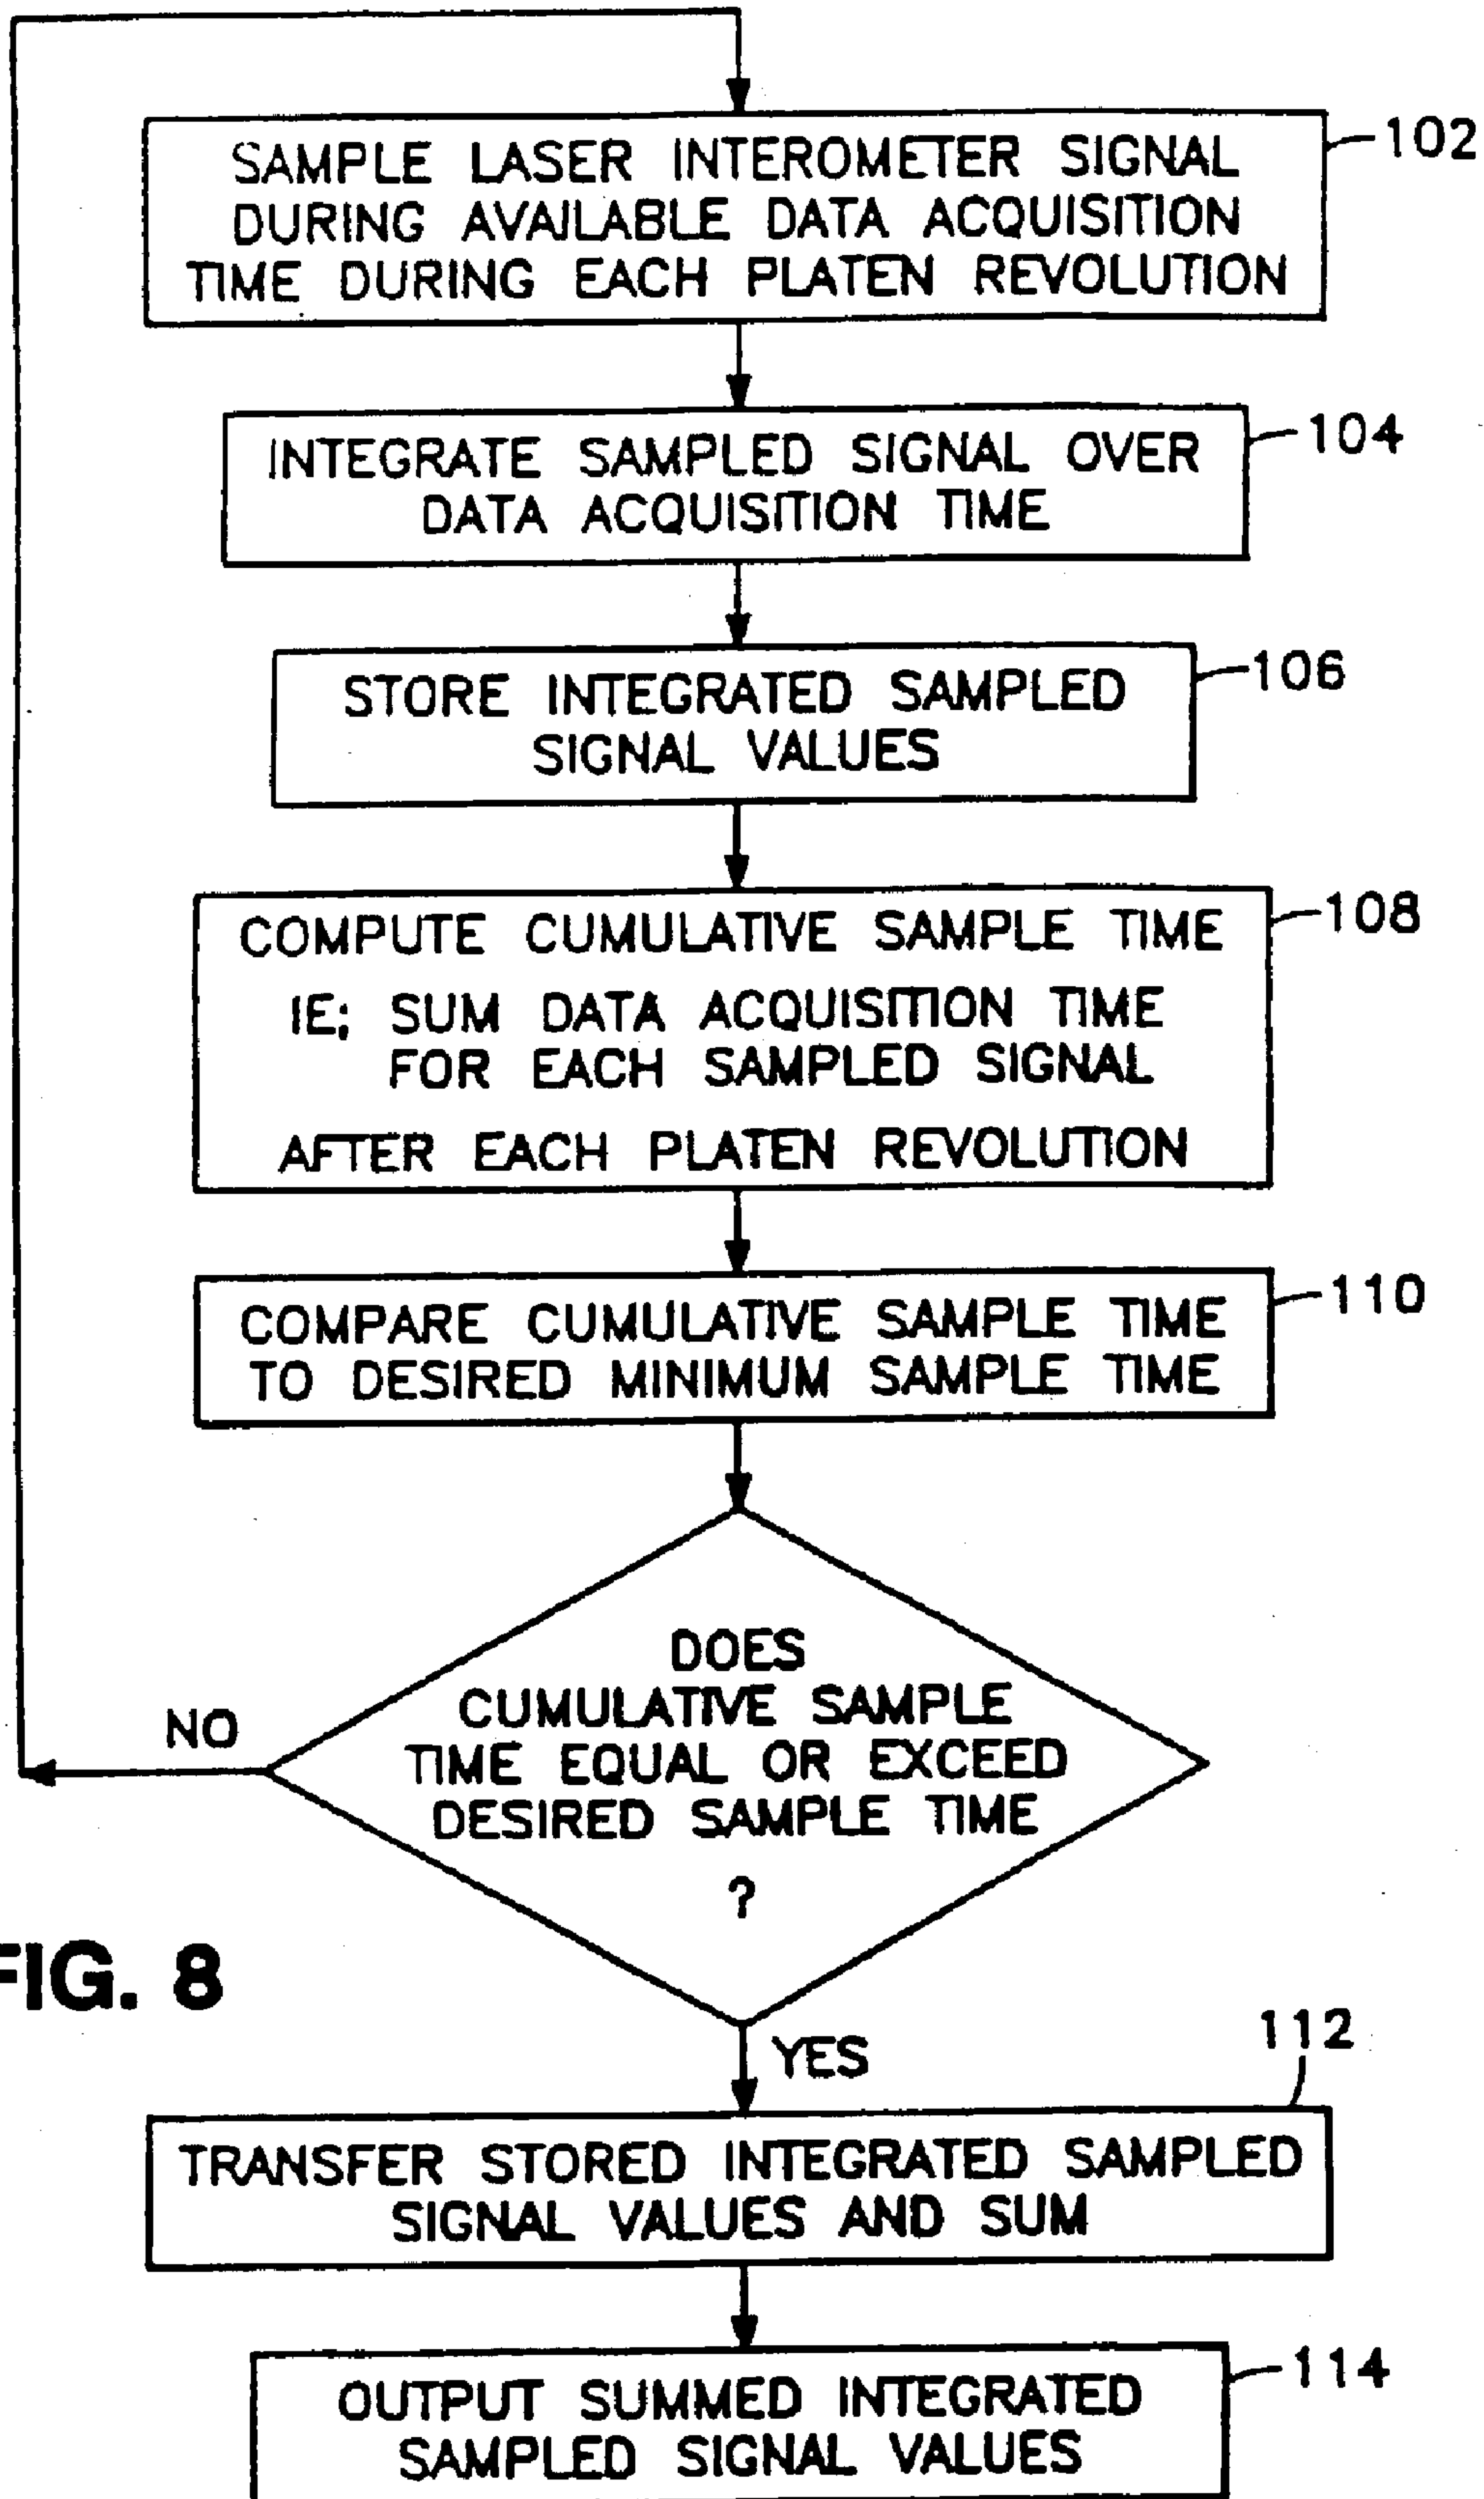 SAMPLE LASER INTEROMETER SIGNAL
DURING AVAILABLE DATA ACQUISITION
TIME DURING EACH PLATEN REVOLUTION
102
INTEGRATE SAMPLED SIGNAL OVER
DATA ACQUISITION TIME
104
STORE INTEGRATED SAMPLED
SIGNAL VALUES
106
COMPUTE CUMULATIVE SAMPLE TIME
IE; SUM DATA ACQUISITION TIME
FOR EACH SAMPLED SIGNAL
AFTER EACH PLATEN REVOLUTION
108
COMPARE CUMULATIVE SAMPLE TIME
TO DESIRED MINIMUM SAMPLE TIME
110
DOES
CUMULATIVE SAMPLE
TIME EQUAL OR EXCEED
DESIRED SAMPLE TIME
?
NO
FIG. 8
YES
112
TRANSFER STORED INTEGRATED SAMPLED
SIGNAL VALUES AND SUM
OUTPUT SUMMED INTEGRATED
SAMPLED SIGNAL VALUES
114